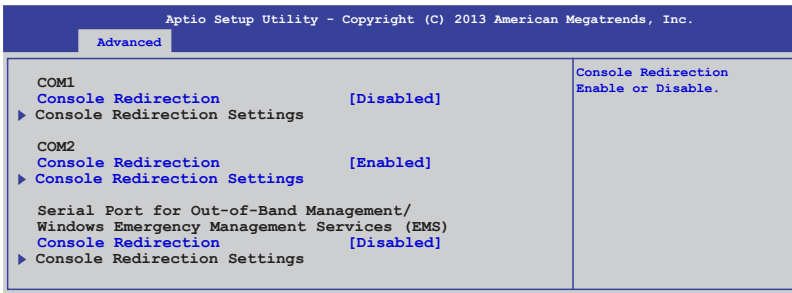 Aptio Setup Utility - Copyright (C) 2013 American Megatrends, Inc.
Advanced
COM1
Console Redirection [Disabled]
Console Redirection Settings
COM2
Console Redirection [Enabled]
Console Redirection Settings
Serial Port for Out-of-Band Management/
Windows Emergency Management Services (EMS)
Console Redirection [Disabled]
Console Redirection Settings
Console Redirection
Enable or Disable.